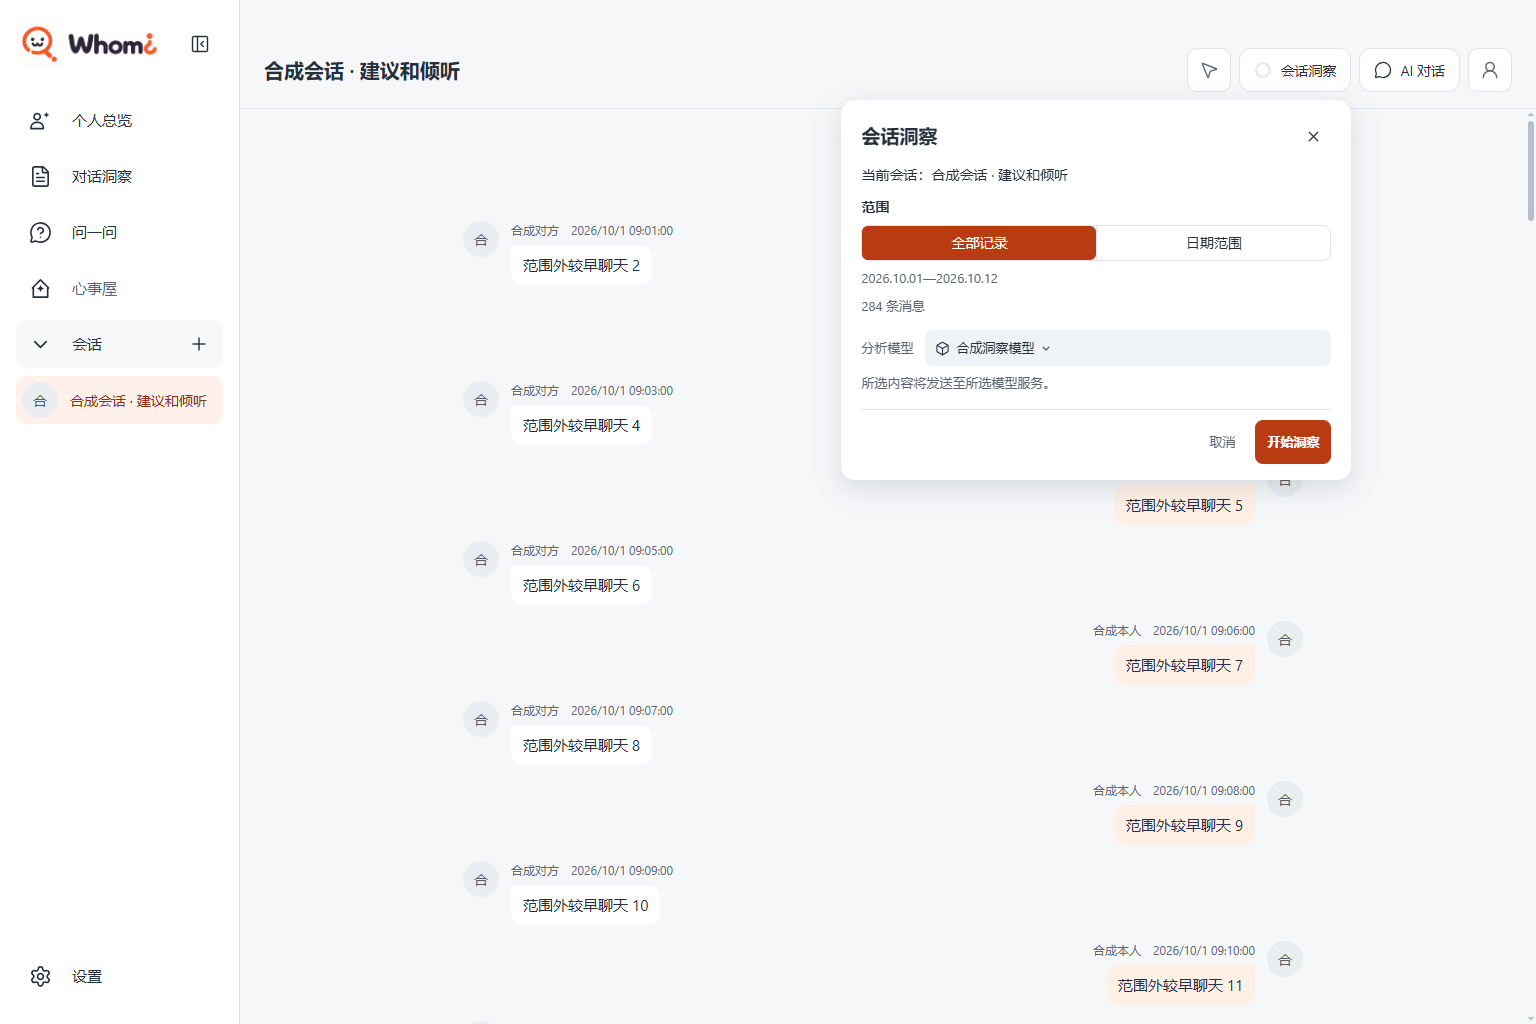 Whomi
个人总览
对话洞察
问一问
心事屋
会话
合 合成会话 · 建议和倾听
设置
合成会话 · 建议和倾听
会话洞察
AI 对话
会话洞察
当前会话：合成会话 · 建议和倾听
范围
全部记录 日期范围
2026.10.01—2026.10.12
284 条消息
分析模型 合成洞察模型
所选内容将发送至所选模型服务。
取消 开始洞察
合 合成对方 2026/10/1 09:01:00
范围外较早聊天 2
合 合成对方 2026/10/1 09:03:00
范围外较早聊天 4
合
范围外较早聊天 5
合 合成对方 2026/10/1 09:05:00
范围外较早聊天 6
合成本人 2026/10/1 09:06:00 合
范围外较早聊天 7
合 合成对方 2026/10/1 09:07:00
范围外较早聊天 8
合成本人 2026/10/1 09:08:00 合
范围外较早聊天 9
合 合成对方 2026/10/1 09:09:00
范围外较早聊天 10
合成本人 2026/10/1 09:10:00 合
范围外较早聊天 11